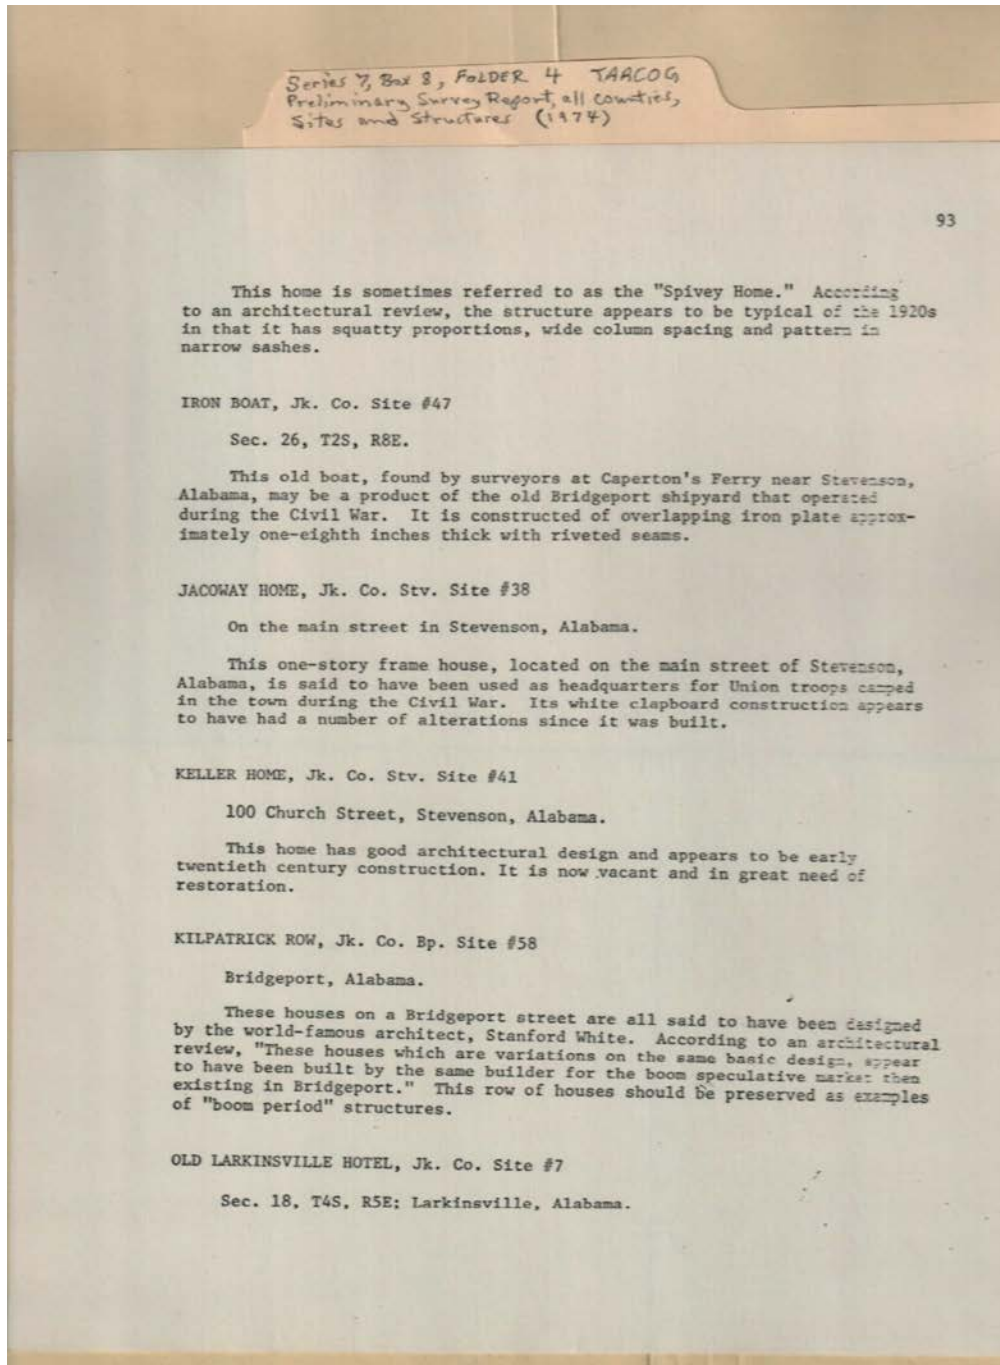 Series 7, Box 8, FOLDER 4 TARCOG
Preliminary Survey Report, all counties,
Sites and Structures (1974)
93
This home is sometimes referred to as the "Spivey Home." According
to an architectural review, the structure appears to be typical of the 1920s
in that it has squatty proportions, wide column spacing and pattern in
narrow sashes.
IRON BOAT, Jk. Co. Site #47
Sec. 26, T2S, R8E.
This old boat, found by surveyors at Caperton's Ferry near Stevenson,
Alabama, may be a product of the old Bridgeport shipyard that operated
during the Civil War. It is constructed of overlapping iron plate approx-
imately one-eighth inches thick with riveted seams.
JACOWAY HOME, Jk. Co. Stv. Site #38
On the main street in Stevenson, Alabama.
This one-story frame house, located on the main street of Stevenson,
Alabama, is said to have been used as headquarters for Union troops camped
in the town during the Civil War. Its white clapboard construction appears
to have had a number of alterations since it was built.
KELLER HOME, Jk. Co. Stv. Site #41
100 Church Street, Stevenson, Alabama.
This home has good architectural design and appears to be early
twentieth century construction. It is now vacant and in great need of
restoration.
KILPATRICK ROW, Jk. Co. Bp. Site #58
Bridgeport, Alabama.
These houses on a Bridgeport street are all said to have been designed
by the world-famous architect, Stanford White. According to an architectural
review, "These houses which are variations on the same basic design, appear
to have been built by the same builder for the boom speculative market then
existing in Bridgeport." This row of houses should be preserved as examples
of "boom period" structures.
OLD LARKINSVILLE HOTEL, Jk. Co. Site #7
Sec. 18, T4S, R5E; Larkinsville, Alabama.